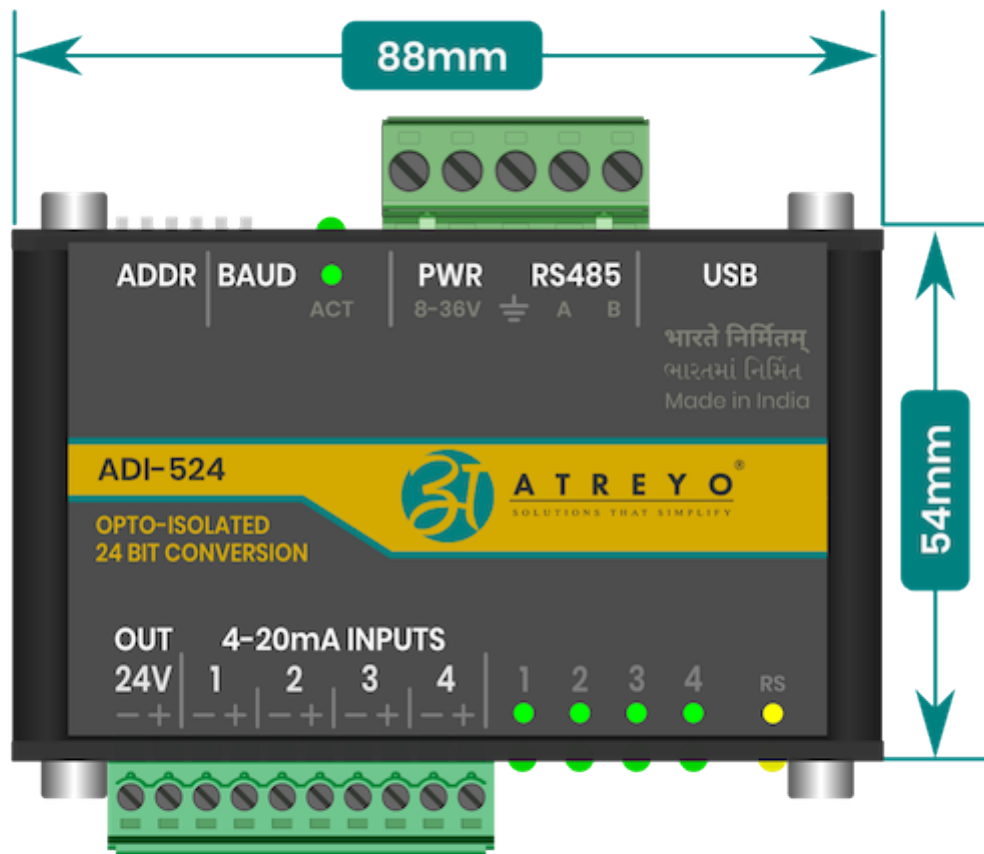 88mm
ADDR BAUD PWR RS485 USB
ACT 8-36V A B
भारते निर्मितम्
ભારતમાં નિર્મિત
Made in India
54mm
ADI-524
अ ATREYO®
SOLUTIONS THAT SIMPLIFY
OPTO-ISOLATED
24 BIT CONVERSION
OUT 4-20mA INPUTS
24V 1 2 3 4 1 2 3 4 RS
- + - + - + - + - +